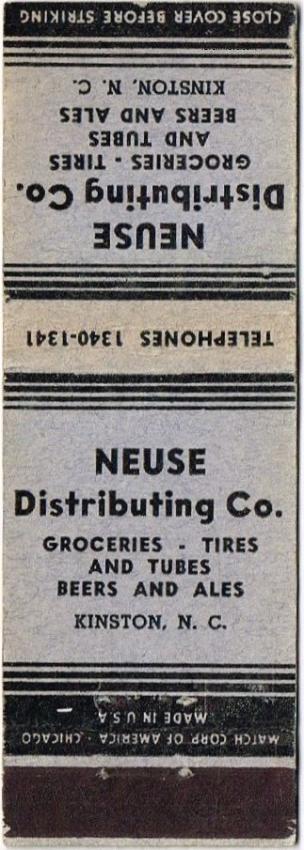 CLOSE COVER BEFORE STRIKING
NEUSE
Distributing Co.
GROCERIES - TIRES
AND TUBES
BEERS AND ALES
KINSTON, N. C.
TELEPHONES 1340-1341
NEUSE
Distributing Co.
GROCERIES - TIRES
AND TUBES
BEERS AND ALES
KINSTON, N. C.
MATCH CORP. OF AMERICA - CHICAGO
MADE IN U S A